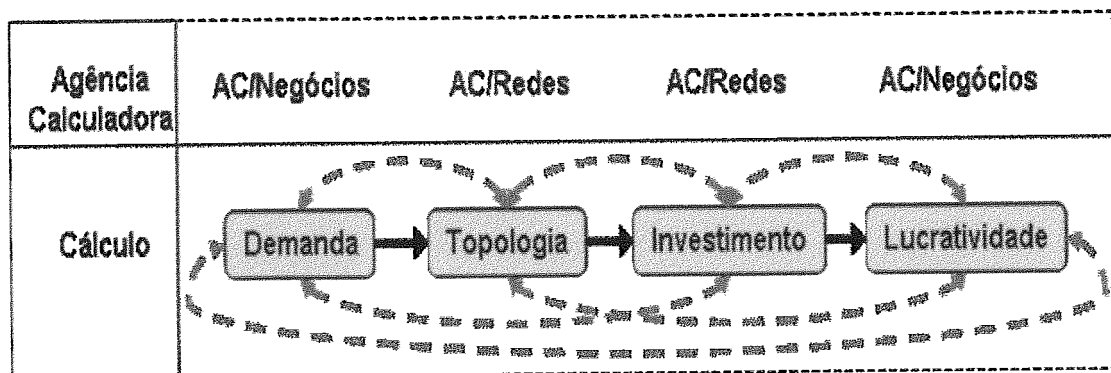 Agência
Calculadora
AC/Negócios
AC/Redes
AC/Redes
AC/Negócios
Cálculo
Demanda
Topologia
Investimento
Lucratividade